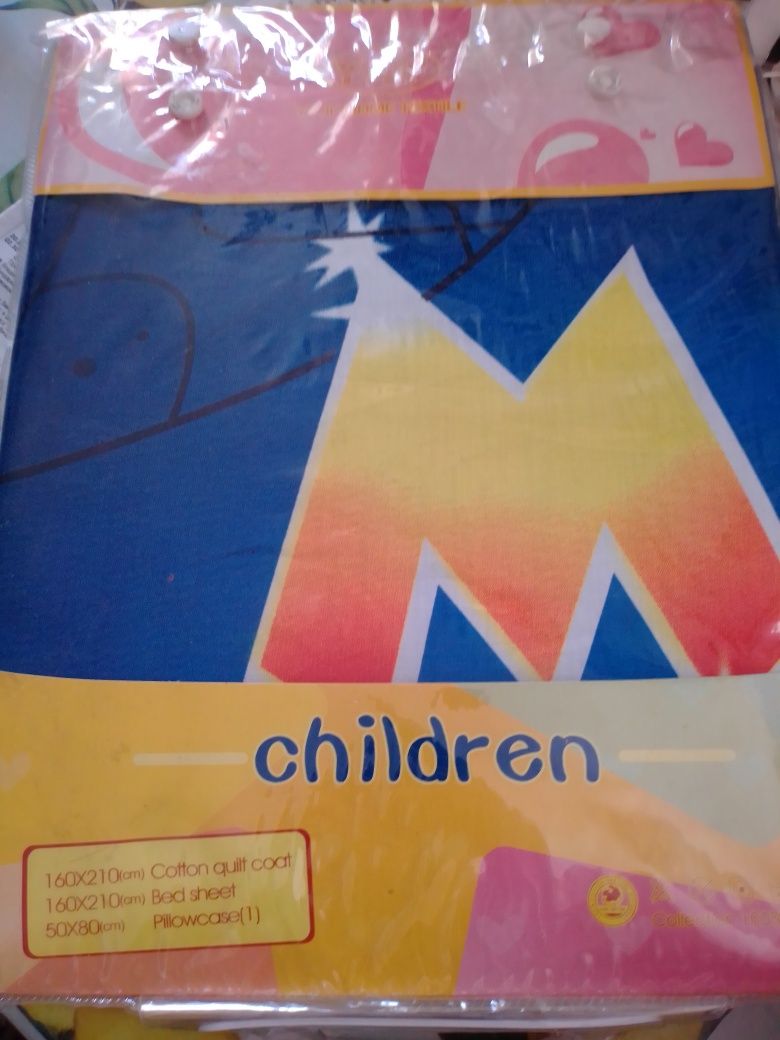 M
children
160X210(cm) Cotton quilt coat
160X210(cm) Bed sheet
50X80(cm) Pillowcase(1)